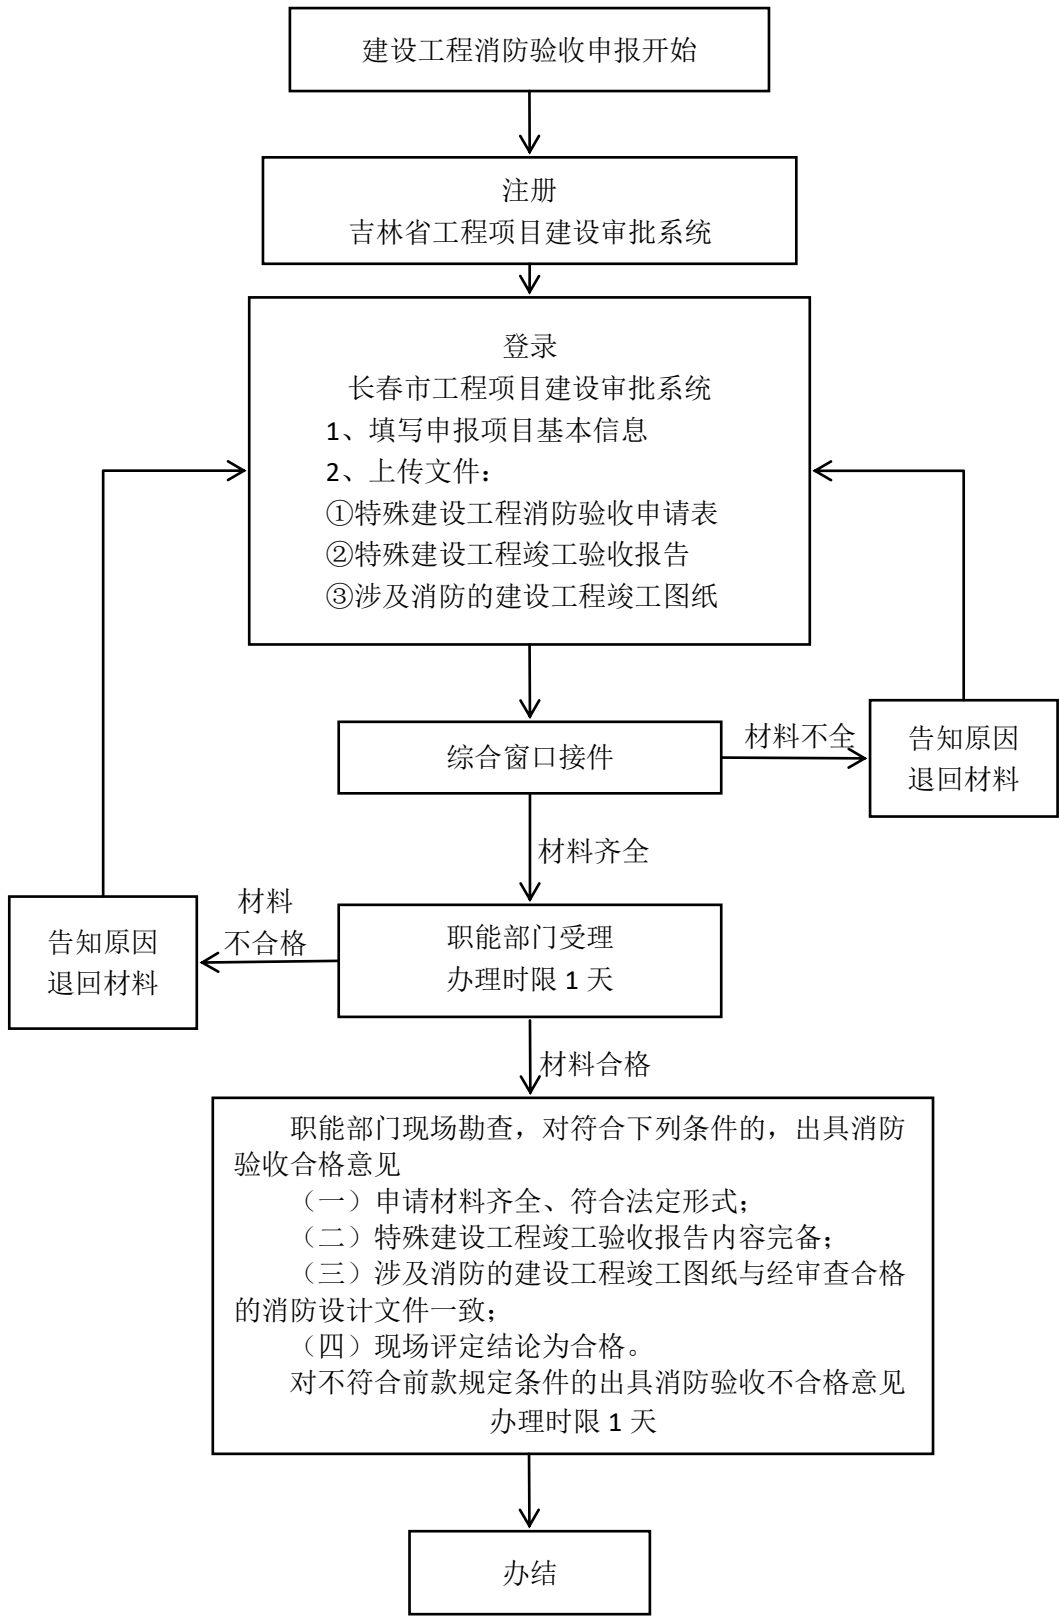 建设工程消防验收申报开始
注册
吉林省工程项目建设审批系统
登录
长春市工程项目建设审批系统
1、填写申报项目基本信息
2、上传文件：
①特殊建设工程消防验收申请表
②特殊建设工程竣工验收报告
③涉及消防的建设工程竣工图纸
综合窗口接件
材料不全
告知原因
退回材料
材料齐全
职能部门受理
办理时限 1 天
材料
不合格
告知原因
退回材料
材料合格
职能部门现场勘查，对符合下列条件的，出具消防
验收合格意见
（一）申请材料齐全、符合法定形式；
（二）特殊建设工程竣工验收报告内容完备；
（三）涉及消防的建设工程竣工图纸与经审查合格
的消防设计文件一致；
（四）现场评定结论为合格。
对不符合前款规定条件的出具消防验收不合格意见
办理时限 1 天
办结